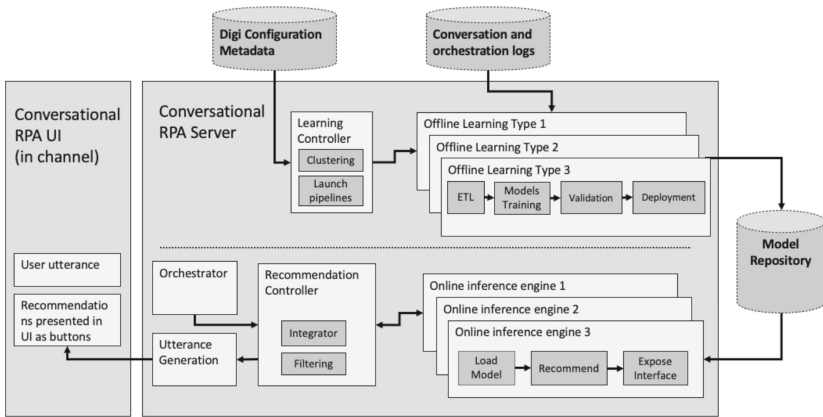 Digi Configuration
Metadata
Conversation and
orchestration logs
Conversational
RPA UI
(in channel)
Conversational
RPA Server
Learning
Controller
Clustering
Launch
pipelines
Offline Learning Type 1
Offline Learning Type 2
Offline Learning Type 3
ETL
Models
Training
Validation
Deployment
Model
Repository
User utterance
Recommendatio
ns presented in
UI as buttons
Orchestrator
Utterance
Generation
Recommendation
Controller
Integrator
Filtering
Online inference engine 1
Online inference engine 2
Online inference engine 3
Load
Model
Recommend
Expose
Interface